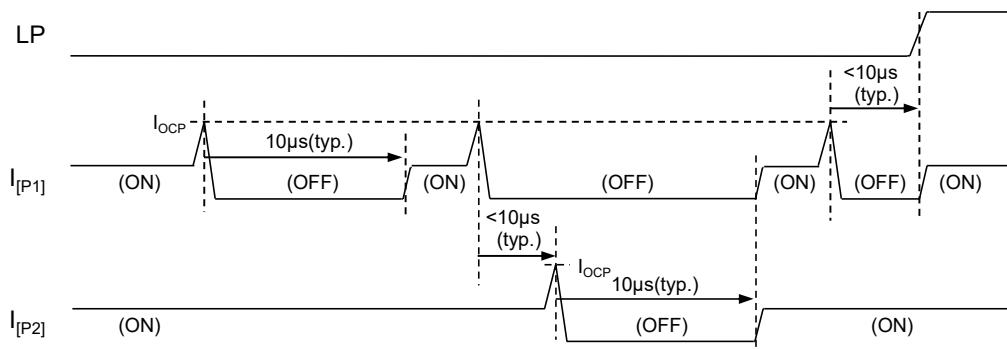 LP
<10µs
(typ.)
I_OCP
10µs(typ.)
I_[P1]
(ON)
(OFF)
(ON)
(OFF)
(ON)
(OFF)
(ON)
<10µs
(typ.)
I_OCP
10µs(typ.)
I_[P2]
(ON)
(OFF)
(ON)